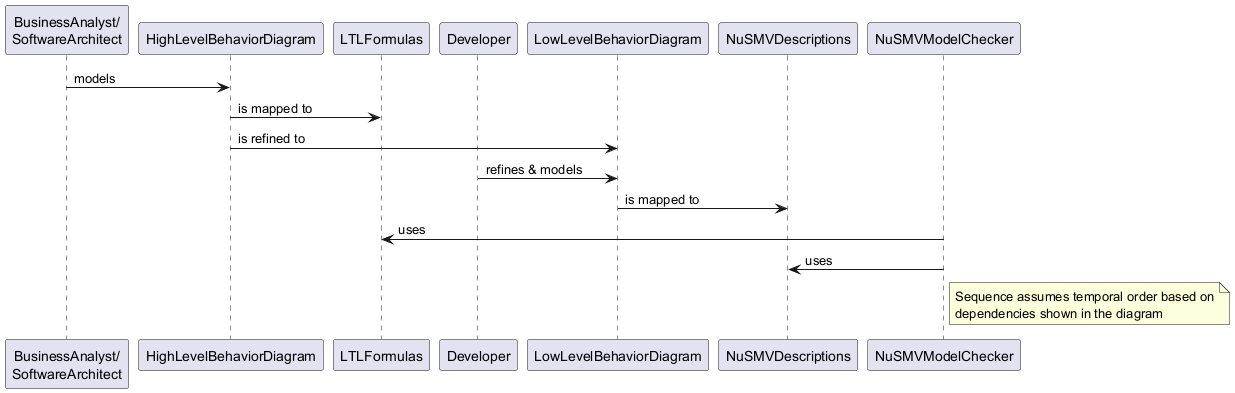 BusinessAnalyst/
SoftwareArchitect
HighLevelBehaviorDiagram
LTLFormulas
Developer
LowLevelBehaviorDiagram
NuSMVDescriptions
NuSMVModelChecker
models
is mapped to
is refined to
refines & models
is mapped to
uses
uses
Sequence assumes temporal order based on
dependencies shown in the diagram
BusinessAnalyst/
SoftwareArchitect
HighLevelBehaviorDiagram
LTLFormulas
Developer
LowLevelBehaviorDiagram
NuSMVDescriptions
NuSMVModelChecker